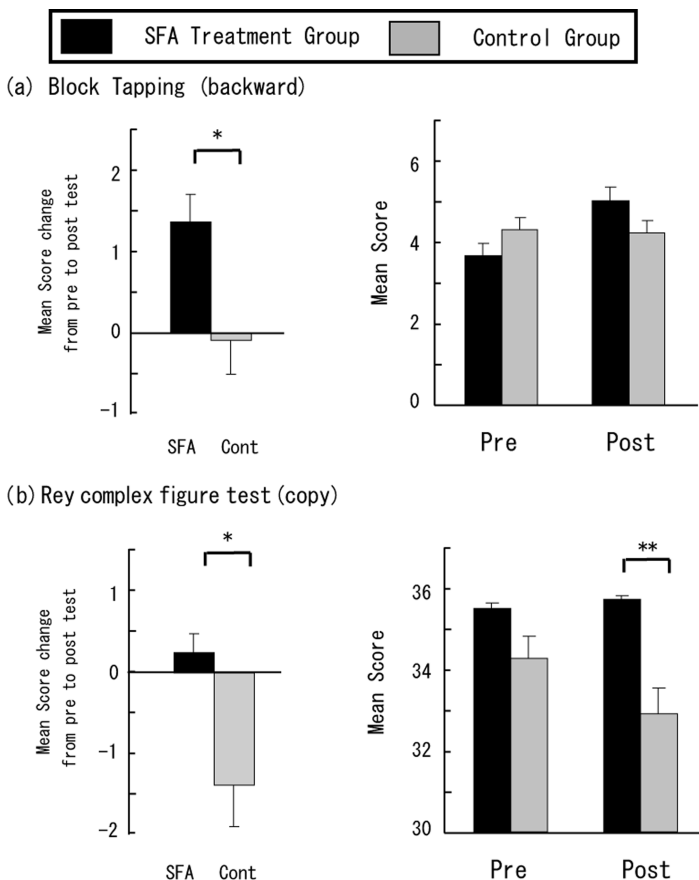 SFA Treatment Group Control Group
(a) Block Tapping (backward)
*
2
1
0
-1
Mean Score change
from pre to post test
SFA Cont
6
4
2
0
Mean Score
Pre Post
(b) Rey complex figure test (copy)
*
1
0
-1
-2
Mean Score change
from pre to post test
SFA Cont
**
36
34
32
30
Mean Score
Pre Post